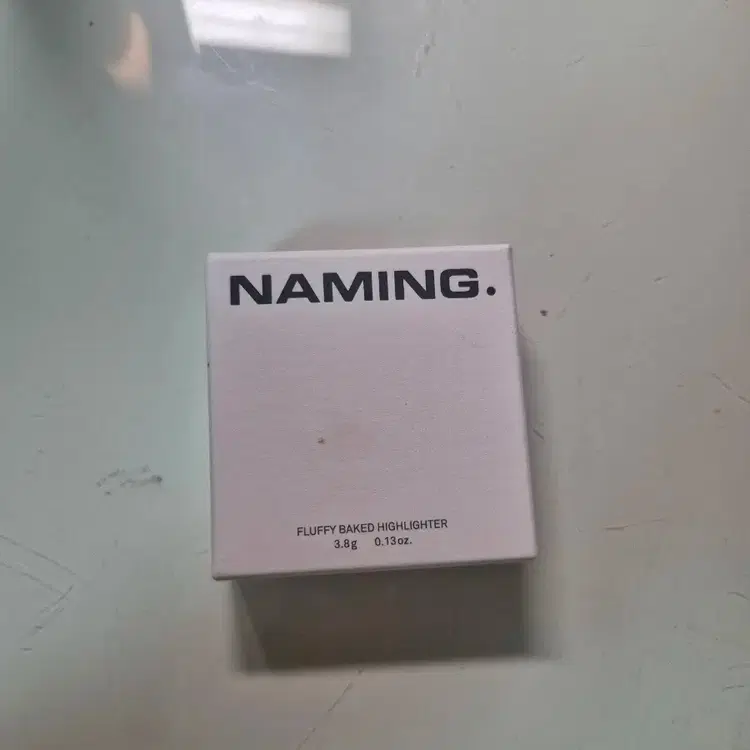 NAMING.
FLUFFY BAKED HIGHLIGHTER
3.8g 0.13oz.